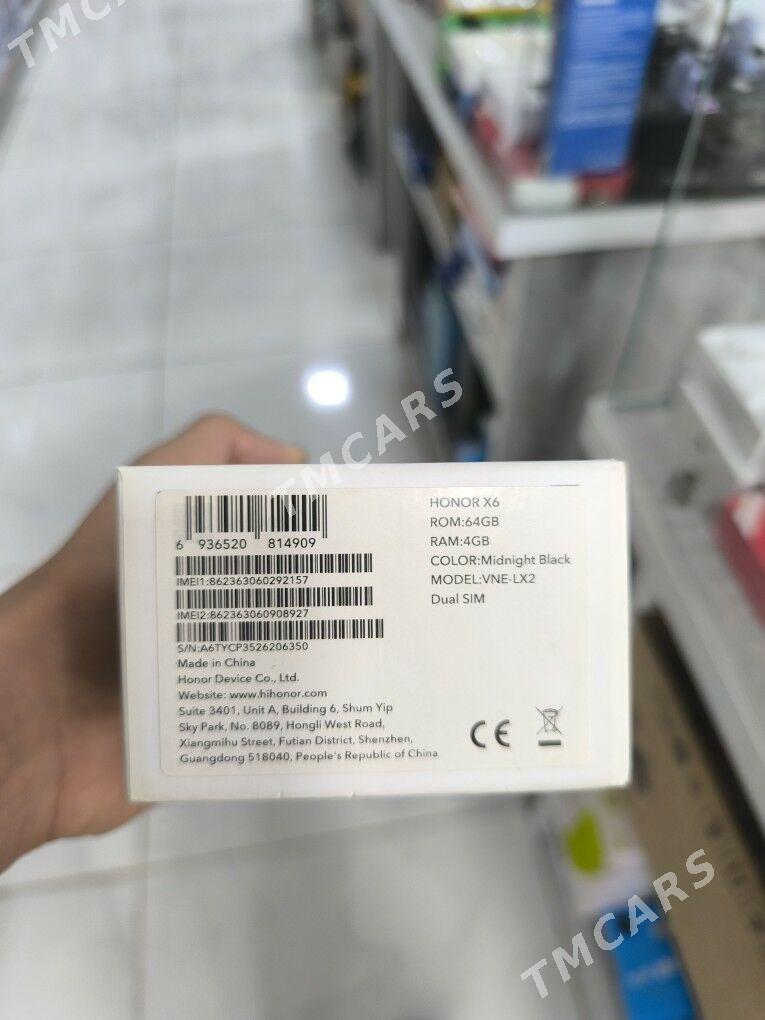 TMCARS
TMCARS
6 936520 814909
IMEI1:862363060292157
IMEI2:862363060908927
S/N:A6TYCP3526206350
Made in China
Honor Device Co., Ltd.
Website: www.hihonor.com
Suite 3401, Unit A, Building 6, Shum Yip
Sky Park, No. 8089, Hongli West Road,
Xiangmihu Street, Futian District, Shenzhen,
Guangdong 518040, People's Republic of China
HONOR X6
ROM:64GB
RAM:4GB
COLOR:Midnight Black
MODEL:VNE-LX2
Dual SIM
CE
TMCARS